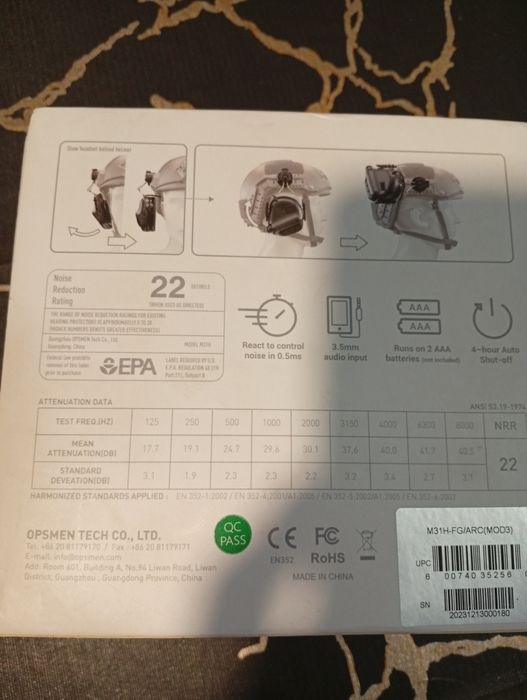 Stow headset behind helmet
Noise
Reduction
Rating
22 DECIBELS
(WHEN USED AS DIRECTED)
THE RANGE OF NOISE REDUCTION RATINGS FOR EXISTING
HEARING PROTECTORS IS APPROXIMATELY 0 TO 30
(HIGHER NUMBERS DENOTE GREATER EFFECTIVENESS)
Guangzhou OPSMEN Tech Co., Ltd.
Guangdong, China
Federal law prohibits
removal of this label
prior to purchase
EPA
LABEL REQUIRED BY U.S.
E.P.A. REGULATION 40 CFR
Part 211, Subpart B
React to control
noise in 0.5ms
3.5mm
audio input
AAA
AAA
Runs on 2 AAA
batteries (not included)
4-hour Auto
Shut-off
ATTENUATION DATA
ANSI S3.19-1974
TEST FREQ.(HZ) 125 250 500 1000 2000 3150 4000 6300 8000 NRR
MEAN
ATTENUATION(DB) 17.7 19.1 24.7 29.6 30.1 37.6 40.0 41.7 40.5
STANDARD
DEVEATION(DB) 3.1 1.9 2.3 2.3 2.2 3.2 3.4 2.7 3.1
22
HARMONIZED STANDARDS APPLIED : EN 352-1:2002 / EN 352-4:2001/A1:2005 / EN 352-5:2002/A1:2005 / EN 352-6:2002
OPSMEN TECH CO., LTD.
Tel: +86 20 81179170 / Fax : +86 20 81179171
E-mail: info@opsmen.com
Add: Room 601, Building A, No.94 Liwan Road, Liwan
District, Guangzhou , Guangdong Province, China
QC
PASS
CE
EN352
FC
RoHS
MADE IN CHINA
M31H-FG/ARC(MOD3)
UPC
6 00740 35256 0
SN
20231213000180